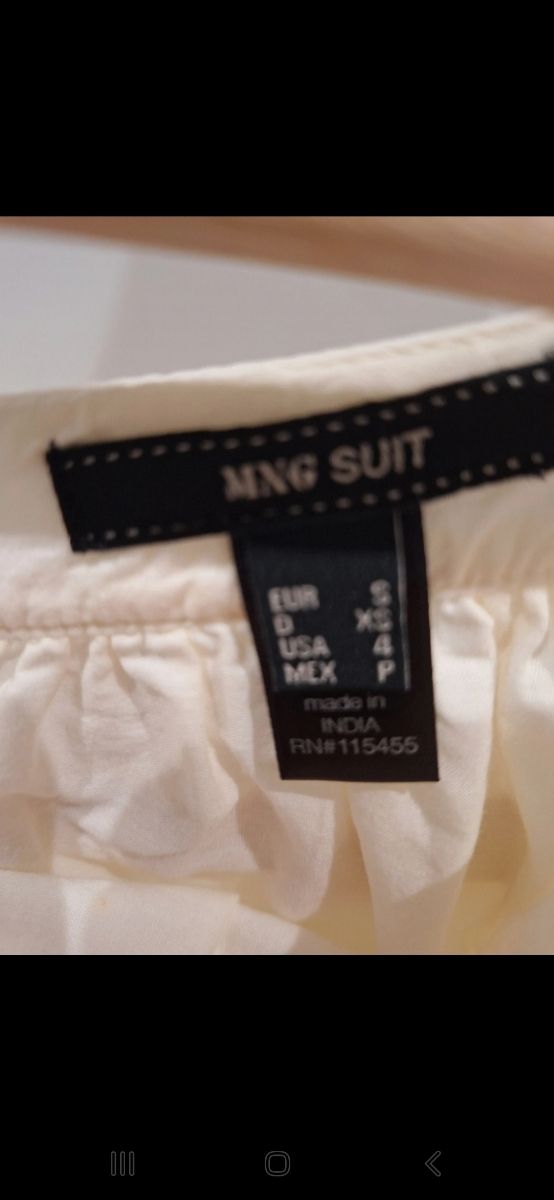 MNG SUIT
EUR S
D XS
USA 4
MEX P
made in
INDIA
RN#115455